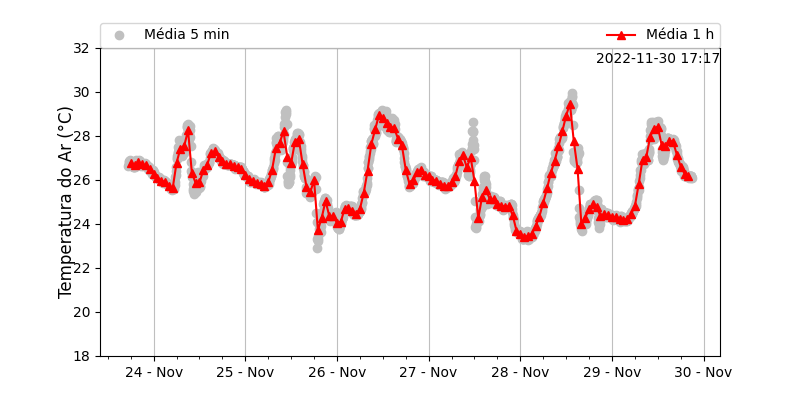 Média 5 min
Média 1 h
2022-11-30 17:17
Temperatura do Ar (°C)
32
30
28
26
24
22
20
18
24 - Nov
25 - Nov
26 - Nov
27 - Nov
28 - Nov
29 - Nov
30 - Nov